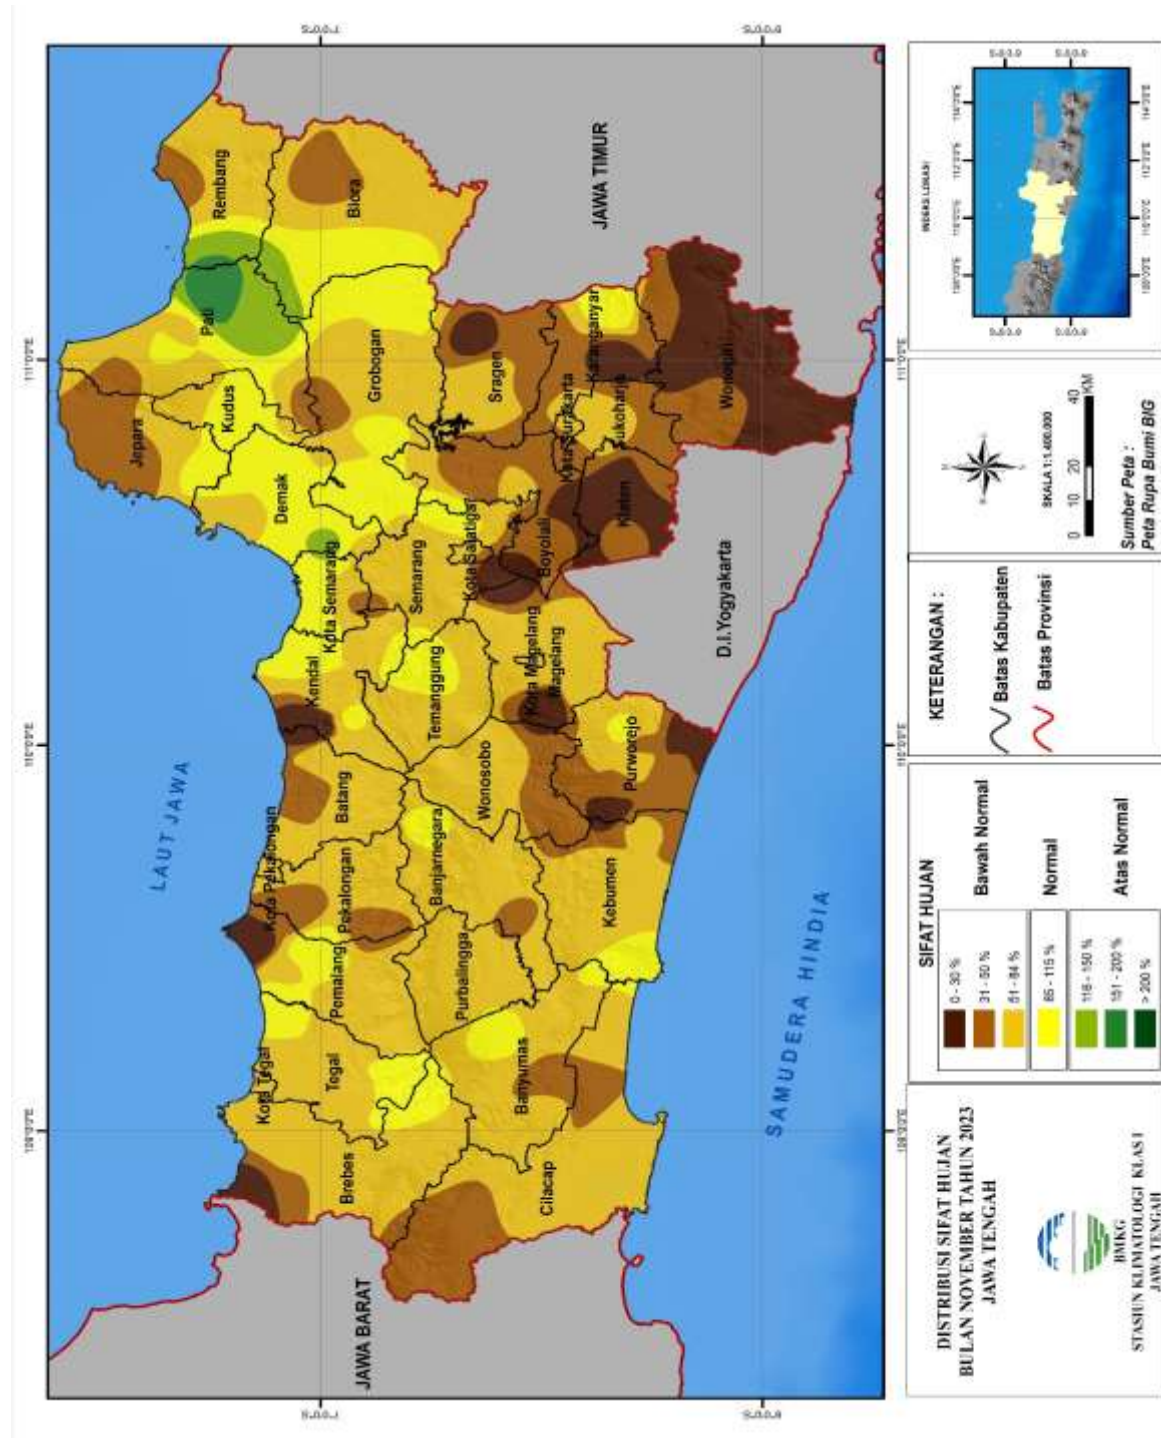 LAUT JAWA
SAMUDERA HINDIA
JAWA BARAT
JAWA TIMUR
D.I.Yogyakarta
Brebes
Kota Tegal
Tegal
Pemalang
Kota Pekalongan
Pekalongan
Batang
Kendal
Kota Semarang
Semarang
Demak
Jepara
Kudus
Pati
Rembang
Blora
Grobogan
Sragen
Karanganyar
Kota Surakarta
Sukoharjo
Wonogiri
Klaten
Boyolali
Kota Salatiga
Kota Magelang
Magelang
Temanggung
Wonosobo
Purworejo
Banjarnegara
Kebumen
Purbalingga
Banyumas
Cilacap
DISTRIBUSI SIFAT HUJAN
BULAN NOVEMBER TAHUN 2023
JAWA TENGAH
BMKG
STASIUN KLIMATOLOGI KLAS I
JAWA TENGAH
SIFAT HUJAN
0 - 30 %
31 - 50 %
51 - 84 %
Bawah Normal
85 - 115 %
Normal
116 - 150 %
151 - 200 %
> 200 %
Atas Normal
KETERANGAN :
Batas Kabupaten
Batas Provinsi
SKALA 1:1.400.000
0 10 20 40
KM
Sumber Peta :
Peta Rupa Bumi BIG
INDEKS LOKASI